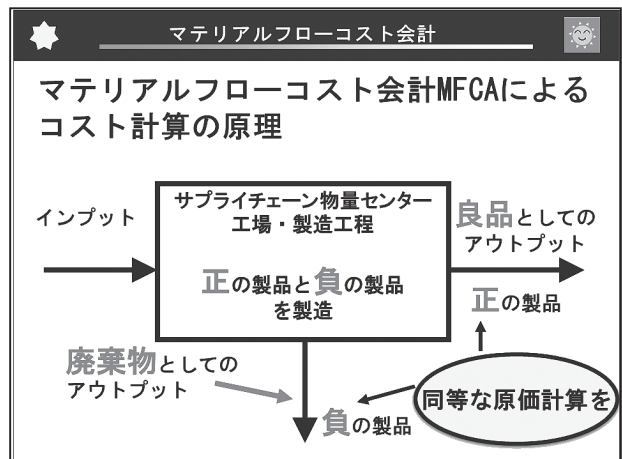 マテリアルフローコスト会計
マテリアルフローコスト会計MFCAによる
コスト計算の原理
サプライチェーン物量センター
工場・製造工程
正の製品と負の製品
を製造
インプット
良品としての
アウトプット
正の製品
廃棄物としての
アウトプット
負の製品
同等な原価計算を